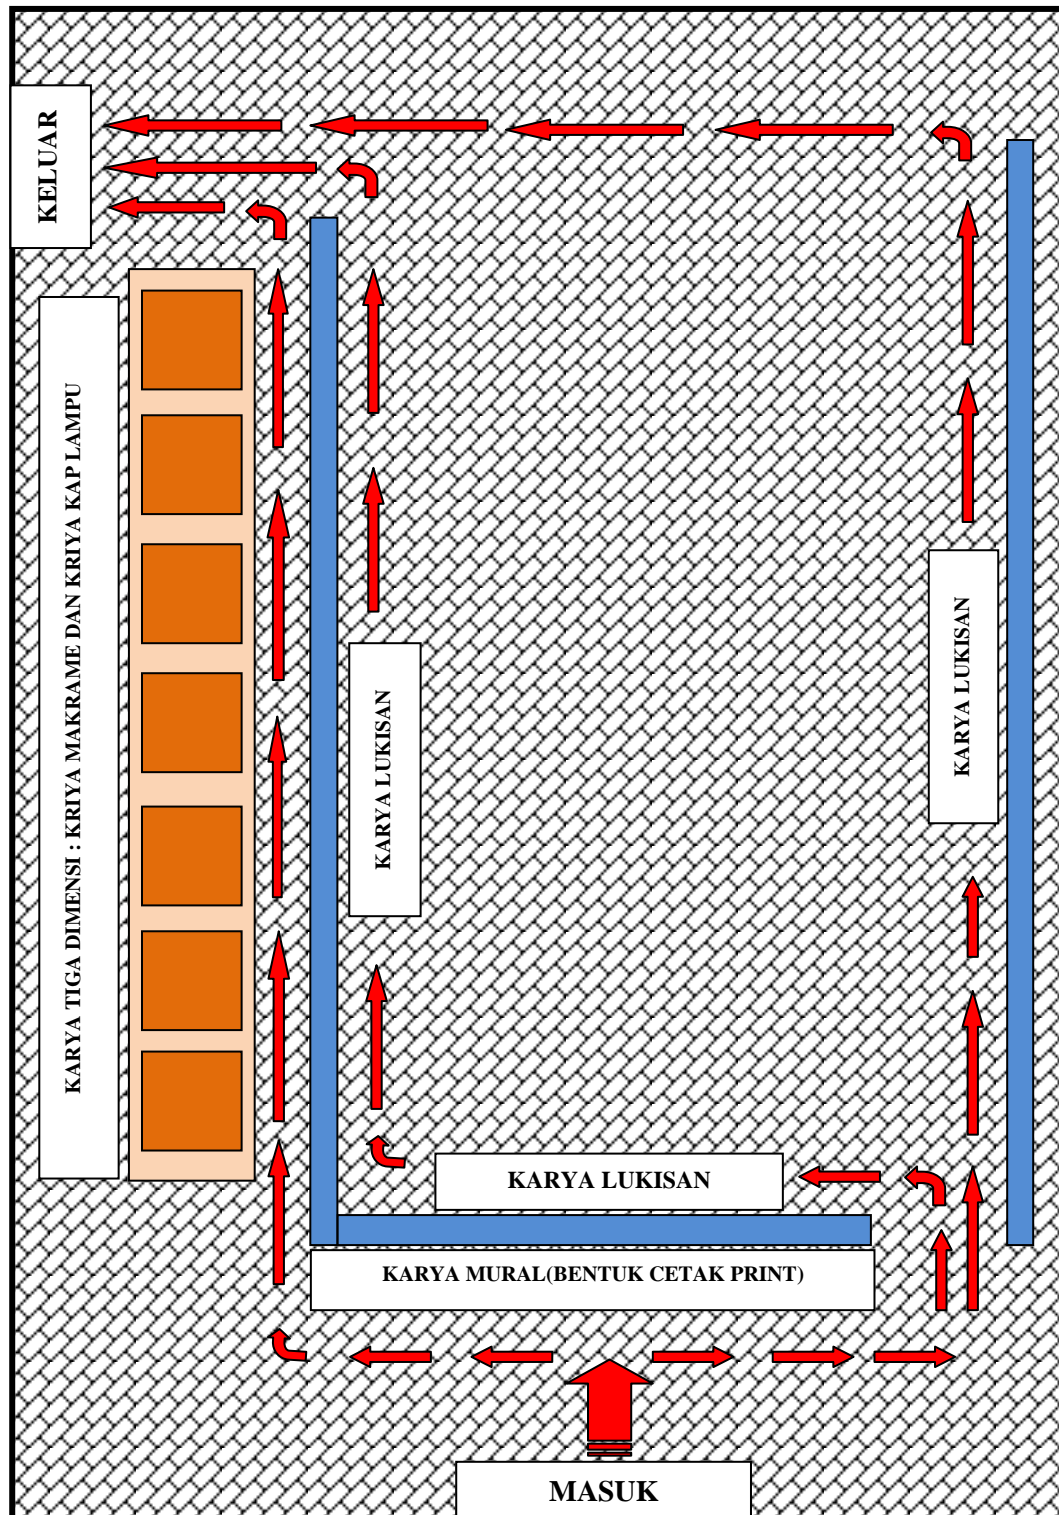 KELUAR
KARYA TIGA DIMENSI : KRIYA MAKRAME DAN KRIYA KAP LAMPU
KARYA LUKISAN
KARYA LUKISAN
KARYA LUKISAN
KARYA MURAL(BENTUK CETAK PRINT)
MASUK